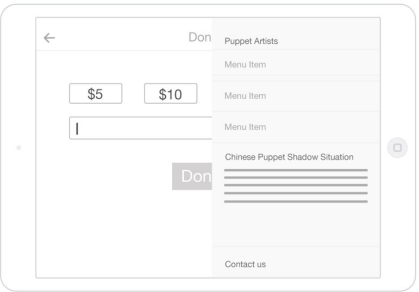 Don
$5
$10
Don
Puppet Artists
Menu Item
Menu Item
Menu Item
Chinese Puppet Shadow Situation
Contact us